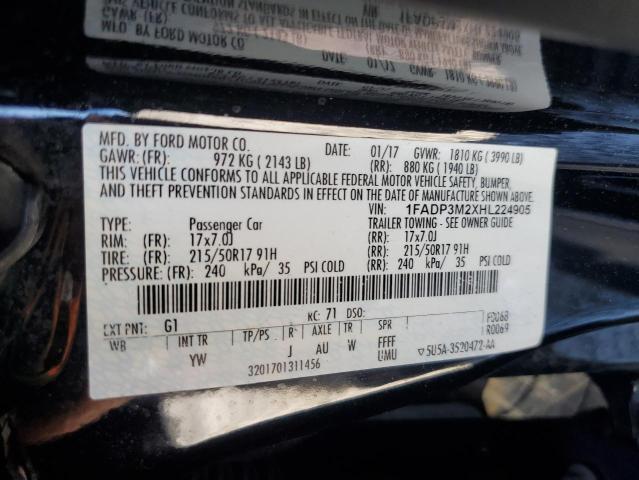 MFD. BY FORD MOTOR CO.
DATE: 01/17 GVWR: 1810 KG ( 3990 LB)
GAWR: (FR): 972 KG ( 2143 LB) (RR): 880 KG ( 1940 LB)
THIS VEHICLE CONFORMS TO ALL APPLICABLE FEDERAL MOTOR VEHICLE SAFETY, BUMPER,
AND THEFT PREVENTION STANDARDS IN EFFECT ON THE DATE OF MANUFACTURE SHOWN ABOVE.
VIN: 1FADP3M2XHL224905
TYPE: Passenger Car TRAILER TOWING - SEE OWNER GUIDE
RIM: (FR): 17x7.0J (RR): 17x7.0J
TIRE: (FR): 215/50R17 91H (RR): 215/50R17 91H
PRESSURE: (FR): 240 kPa/ 35 PSI COLD (RR): 240 kPa/ 35 PSI COLD
EXT PNT: G1 RC: 71 DSO: F0068
R0069
WB INT TR TP/PS R AXLE TR SPR
YW J AU W FFFF
UMU
3201701311456 5U5A-3520472-AA